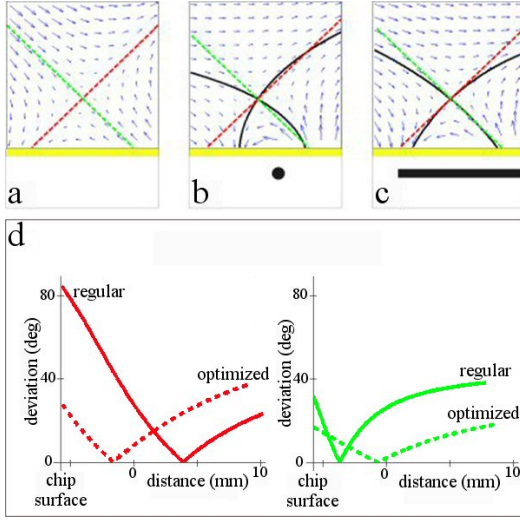 a
b
c
d
80
40
0
deviation (deg)
regular
optimized
chip
surface
0
distance (mm)
10
80
40
0
deviation (deg)
regular
optimized
chip
surface
0
distance (mm)
10